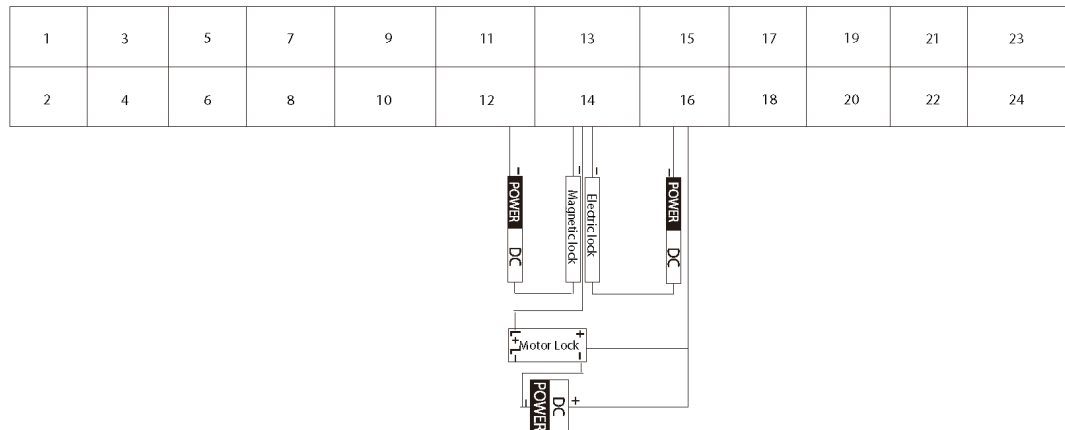 1 3 5 7 9 11 13 15 17 19 21 23
2 4 6 8 10 12 14 16 18 20 22 24
- - - -
POWER DC
Magnetic lock
Electric lock
POWER DC
L+ L-
Motor Lock
+ -
- POWER DC +